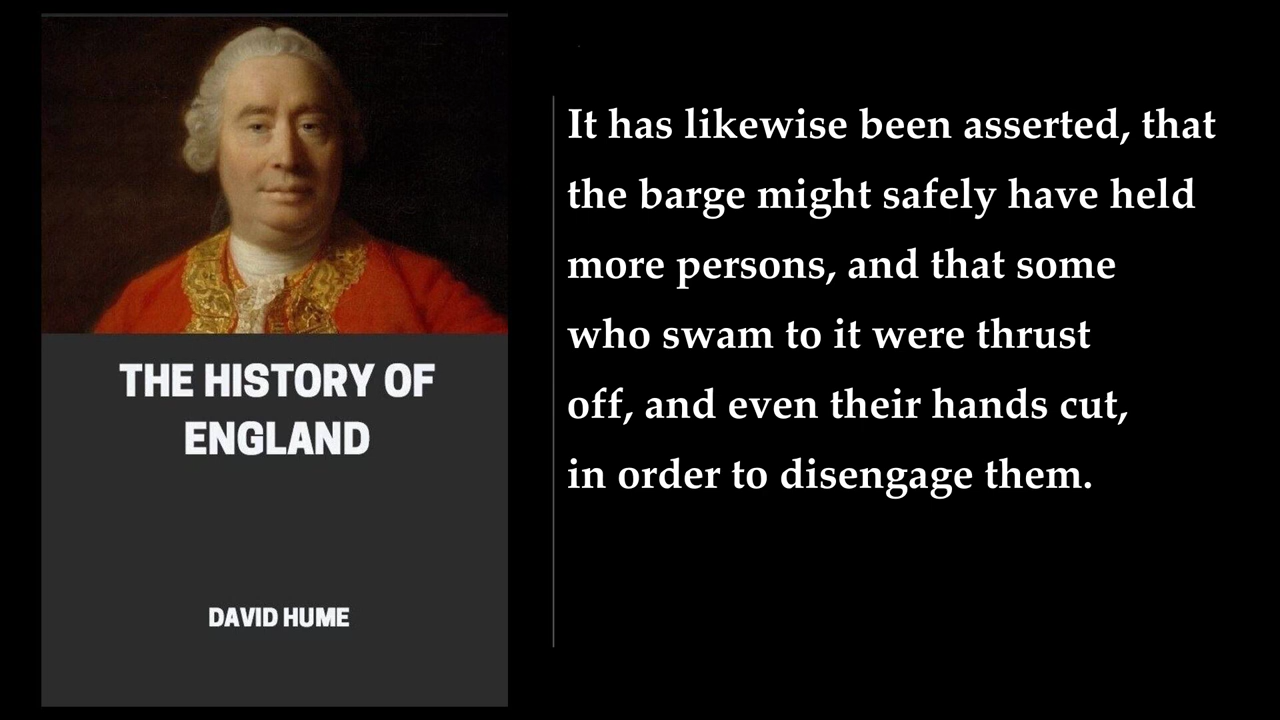 THE HISTORY OF
ENGLAND
DAVID HUME
It has likewise been asserted, that
the barge might safely have held
more persons, and that some
who swam to it were thrust
off, and even their hands cut,
in order to disengage them.